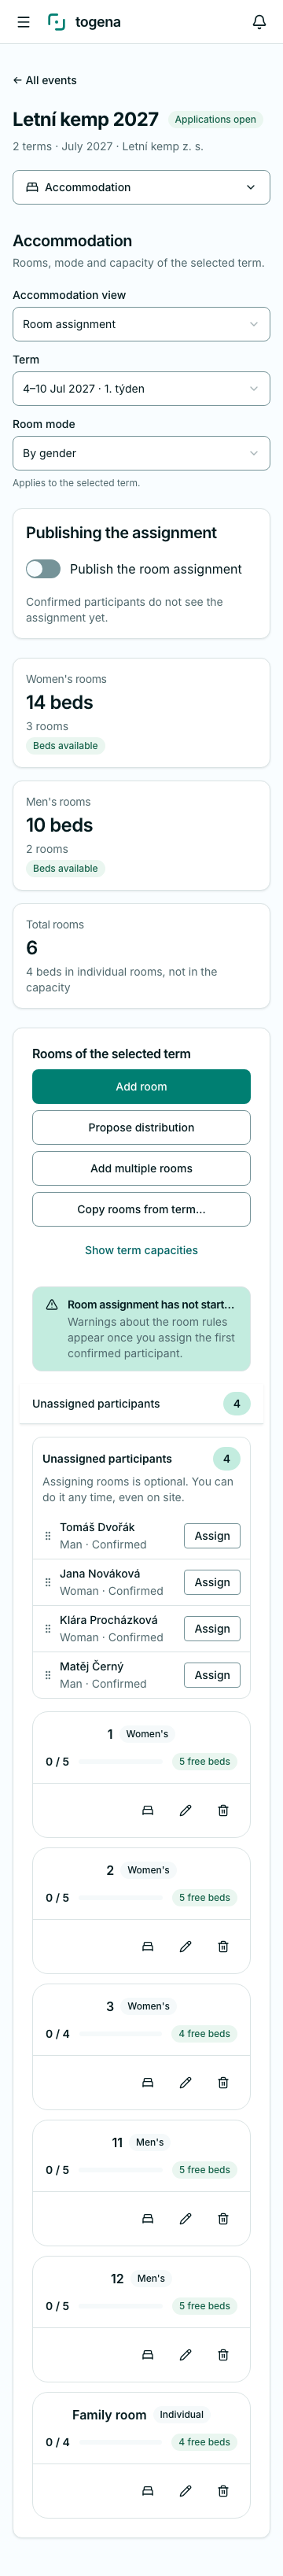 togena
← All events
Letní kemp 2027 Applications open
2 terms · July 2027 · Letní kemp z. s.
Accommodation
Accommodation
Rooms, mode and capacity of the selected term.
Accommodation view
Room assignment
Term
4–10 Jul 2027 · 1. týden
Room mode
By gender
Applies to the selected term.
Publishing the assignment
Publish the room assignment
Confirmed participants do not see the
assignment yet.
Women's rooms
14 beds
3 rooms
Beds available
Men's rooms
10 beds
2 rooms
Beds available
Total rooms
6
4 beds in individual rooms, not in the
capacity
Rooms of the selected term
Add room
Propose distribution
Add multiple rooms
Copy rooms from term...
Show term capacities
Room assignment has not start...
Warnings about the room rules
appear once you assign the first
confirmed participant.
Unassigned participants 4
Unassigned participants 4
Assigning rooms is optional. You can
do it any time, even on site.
Tomáš Dvořák
Man · Confirmed
Assign
Jana Nováková
Woman · Confirmed
Assign
Klára Procházková
Woman · Confirmed
Assign
Matěj Černý
Man · Confirmed
Assign
1 Women's
0 / 5 5 free beds
2 Women's
0 / 5 5 free beds
3 Women's
0 / 4 4 free beds
11 Men's
0 / 5 5 free beds
12 Men's
0 / 5 5 free beds
Family room Individual
0 / 4 4 free beds